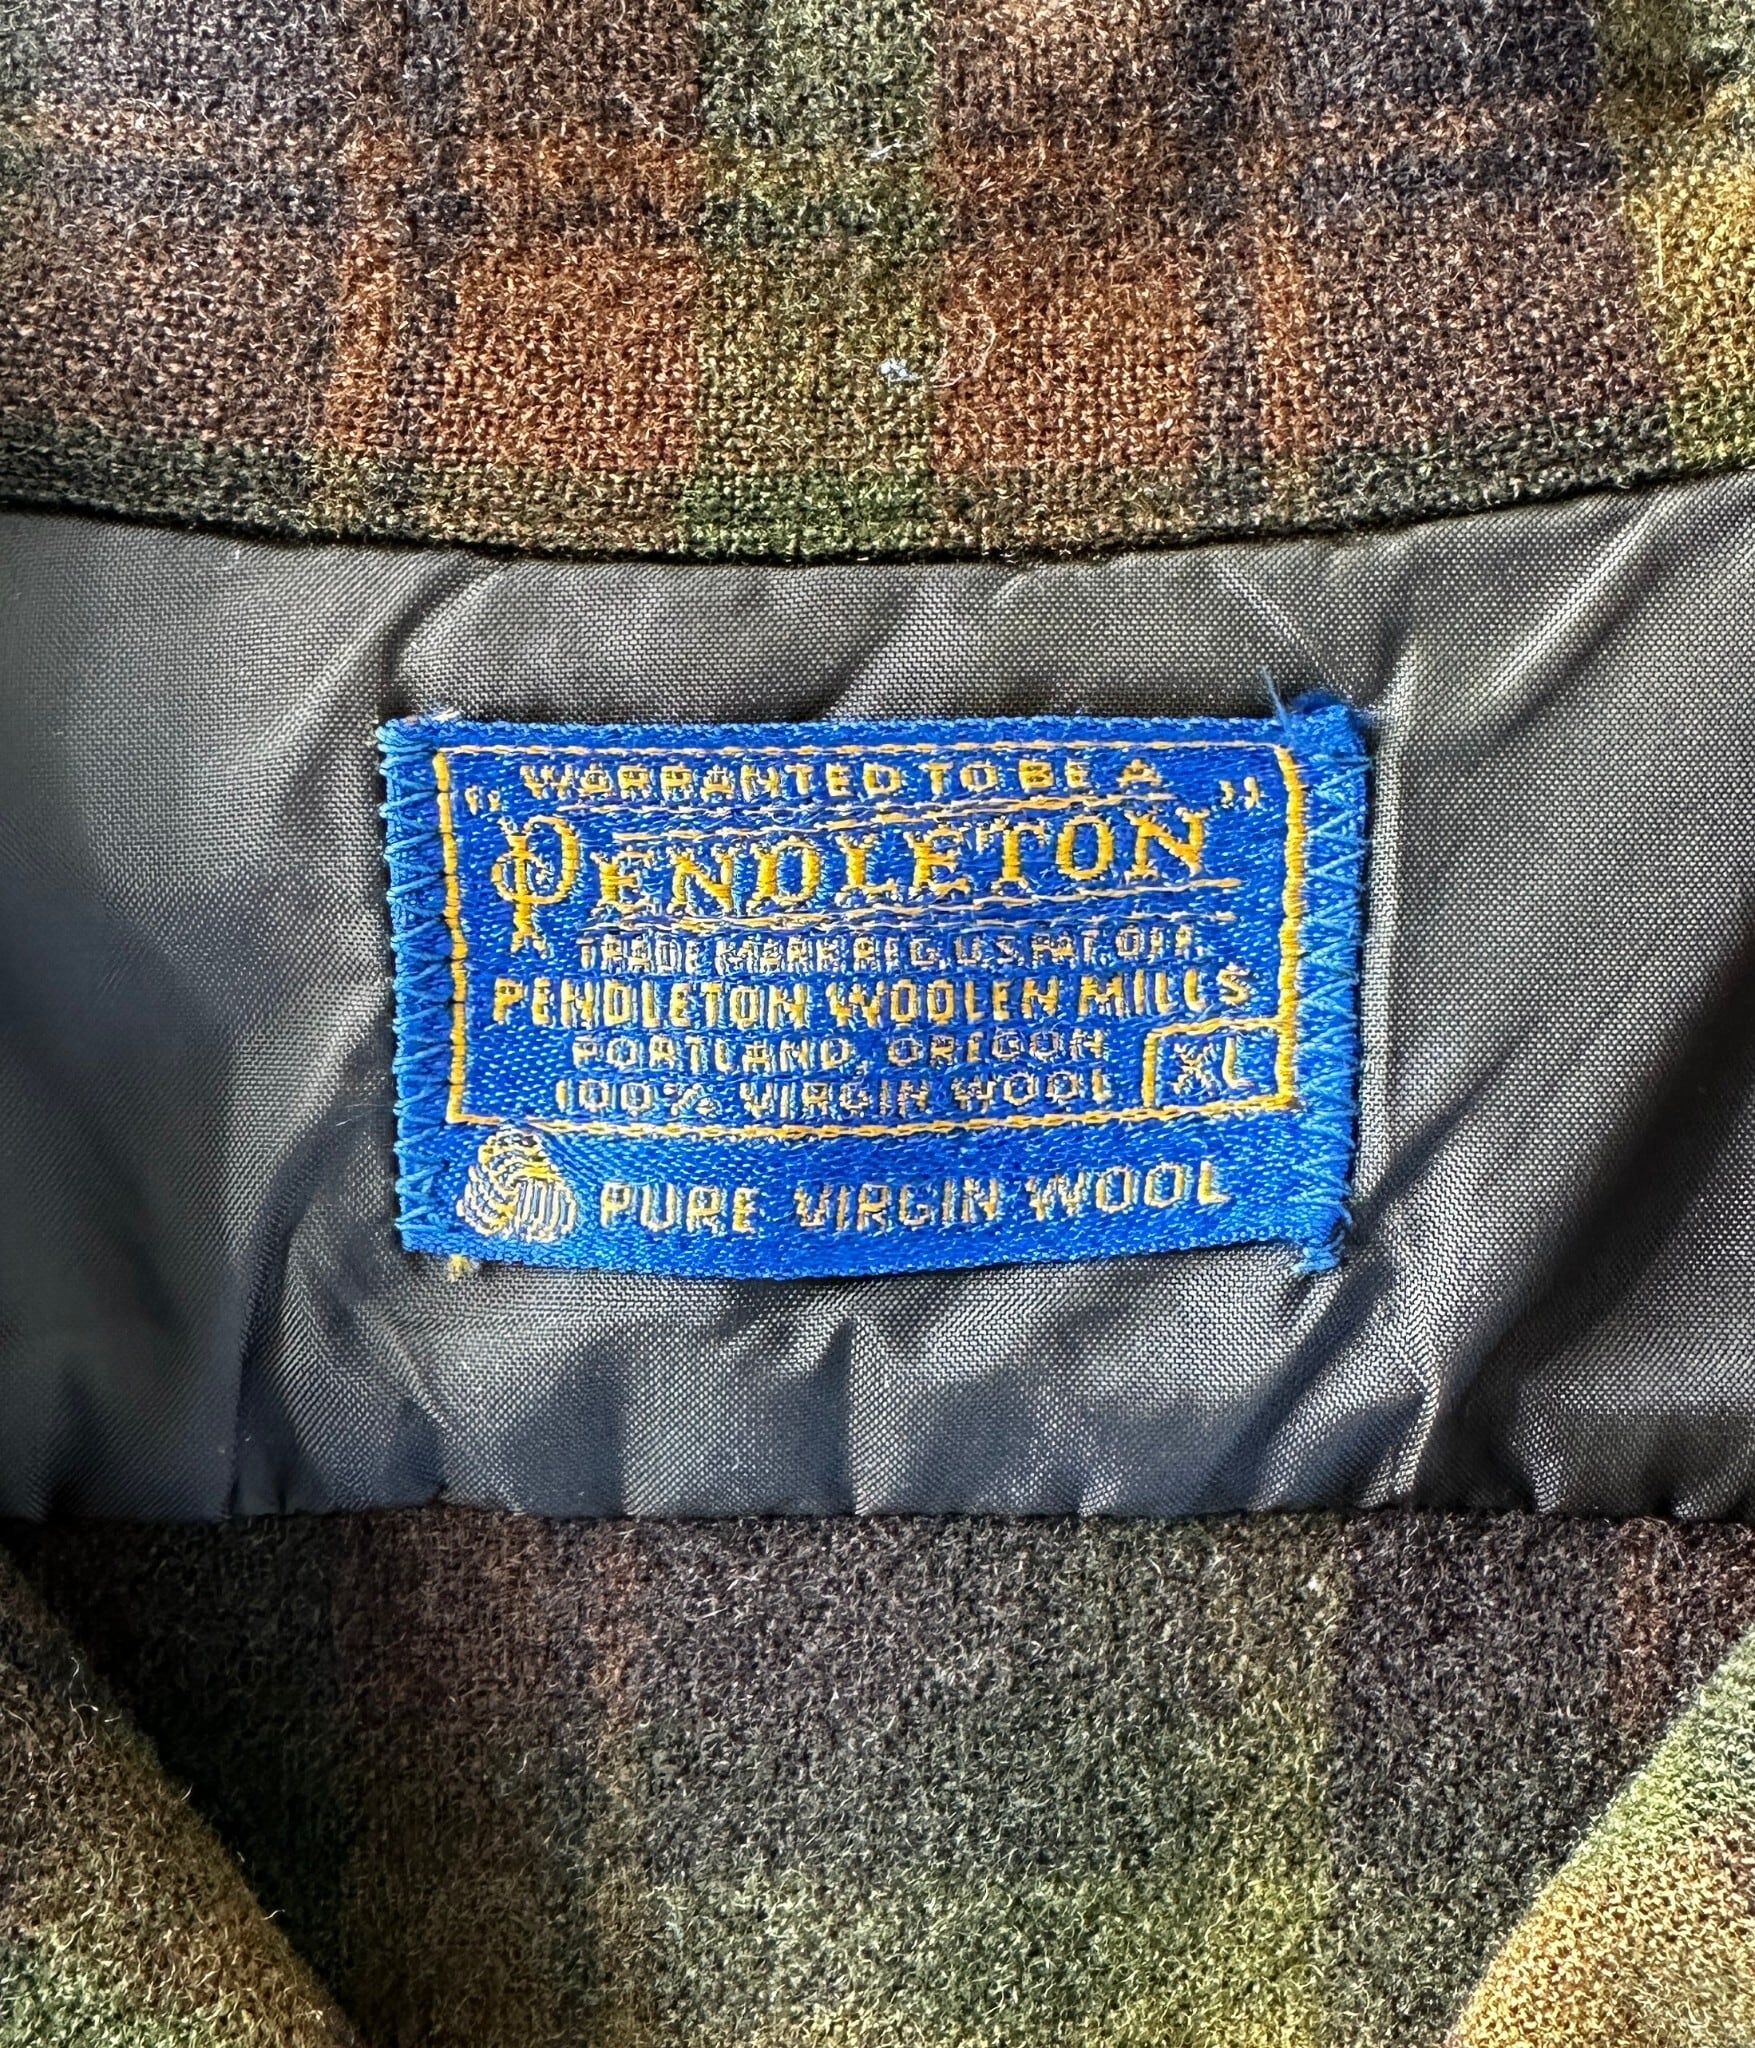 "WARRANTED TO BE A"
PENDLETON
TRADE MARK REG. U.S. PAT. OFF.
PENDLETON WOOLEN MILLS
PORTLAND, OREGON
100% VIRGIN WOOL XL
PURE VIRGIN WOOL